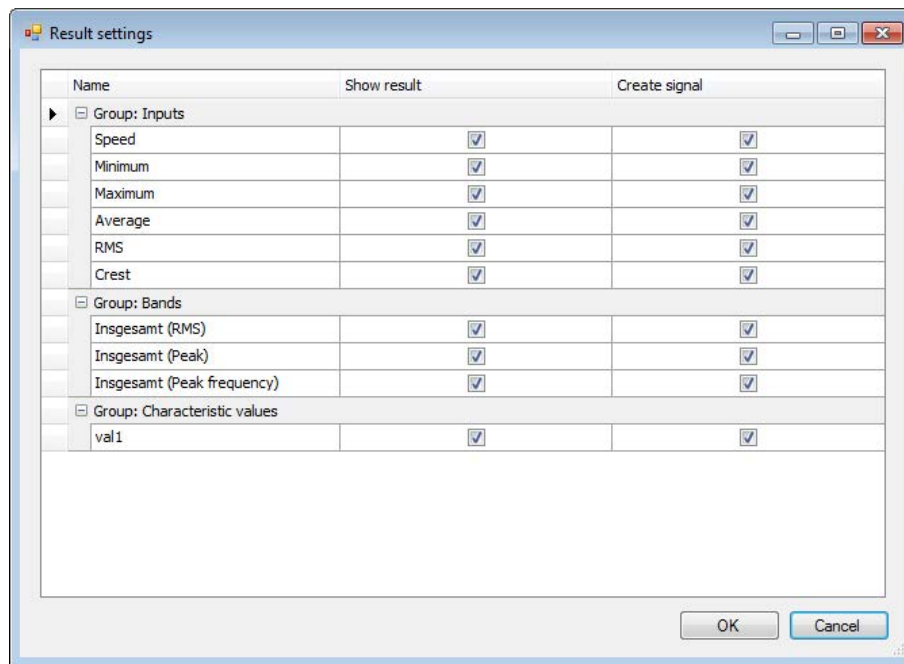 Result settings
Name Show result Create signal
Group: Inputs
Speed
Minimum
Maximum
Average
RMS
Crest
Group: Bands
Insgesamt (RMS)
Insgesamt (Peak)
Insgesamt (Peak frequency)
Group: Characteristic values
val1
OK Cancel